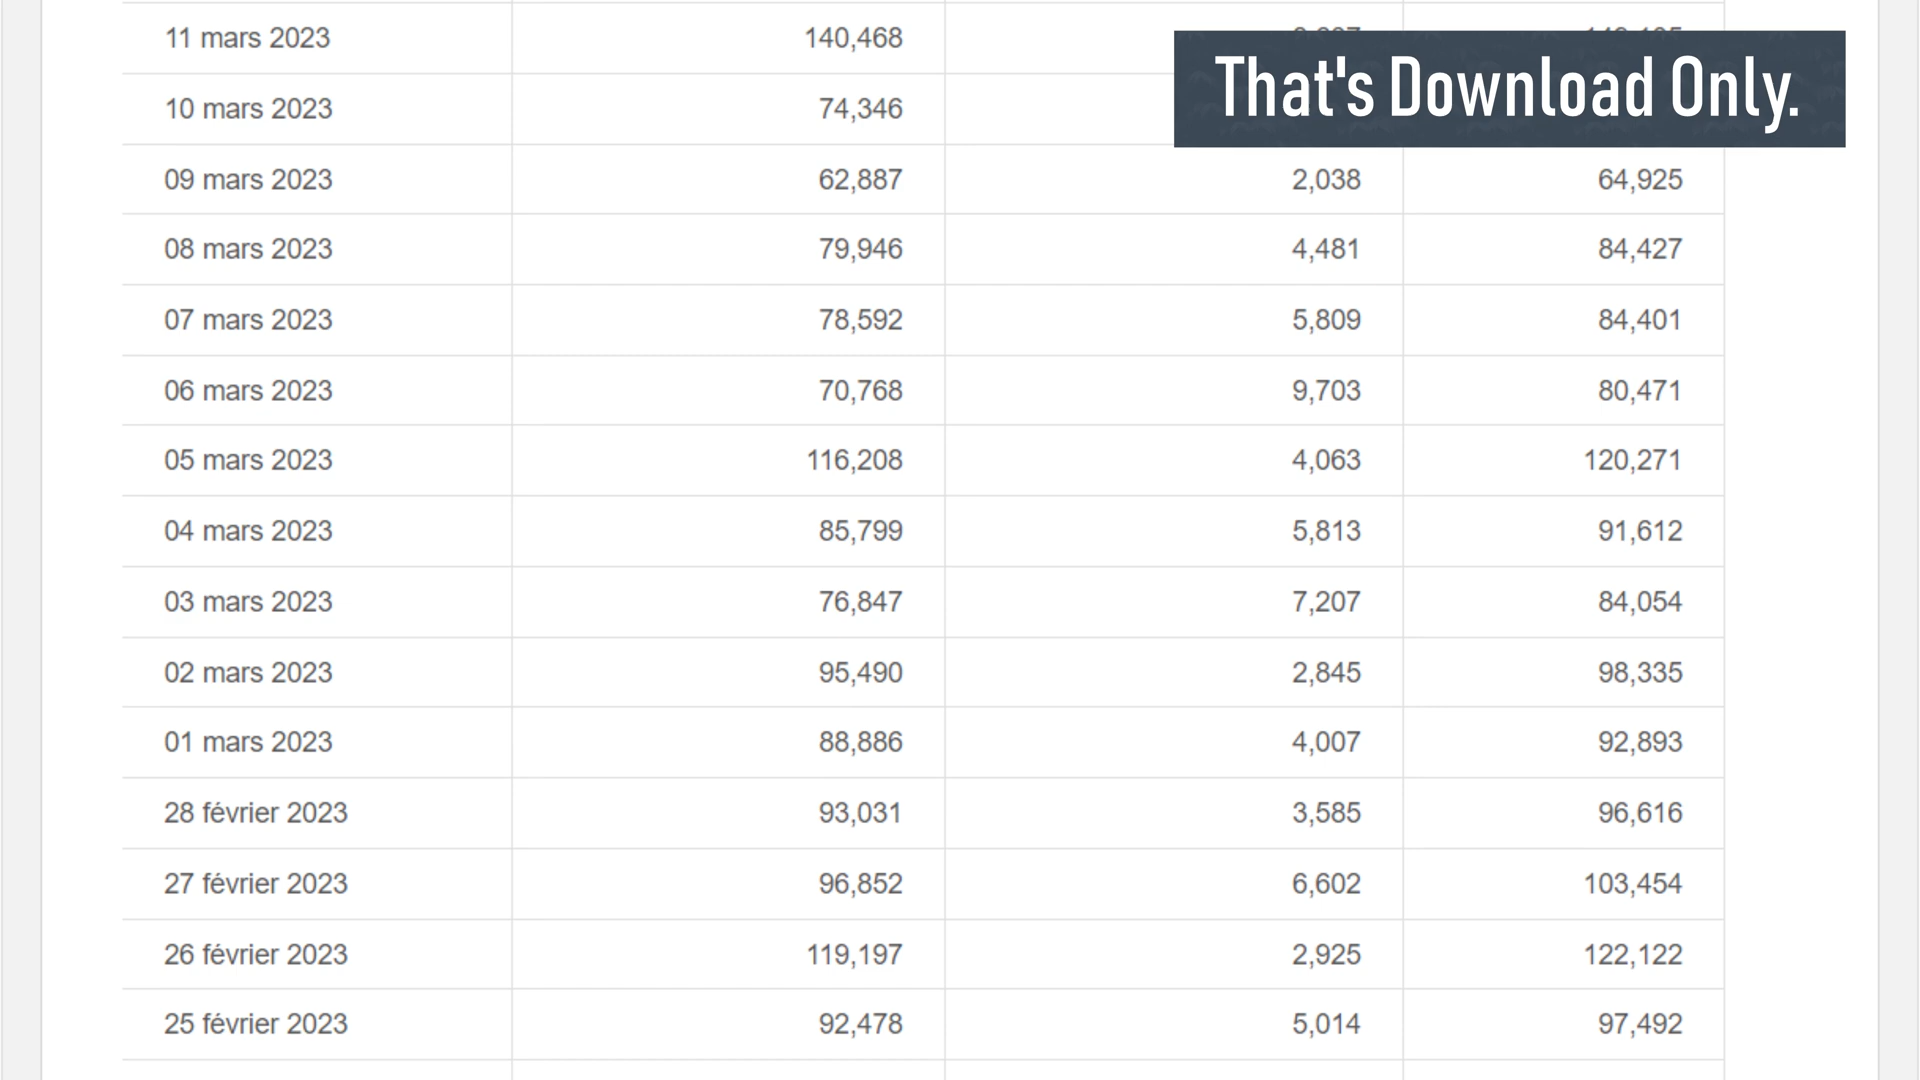 11 mars 2023 140,468
That's Download Only.
10 mars 2023 74,346
09 mars 2023 62,887 2,038 64,925
08 mars 2023 79,946 4,481 84,427
07 mars 2023 78,592 5,809 84,401
06 mars 2023 70,768 9,703 80,471
05 mars 2023 116,208 4,063 120,271
04 mars 2023 85,799 5,813 91,612
03 mars 2023 76,847 7,207 84,054
02 mars 2023 95,490 2,845 98,335
01 mars 2023 88,886 4,007 92,893
28 février 2023 93,031 3,585 96,616
27 février 2023 96,852 6,602 103,454
26 février 2023 119,197 2,925 122,122
25 février 2023 92,478 5,014 97,492